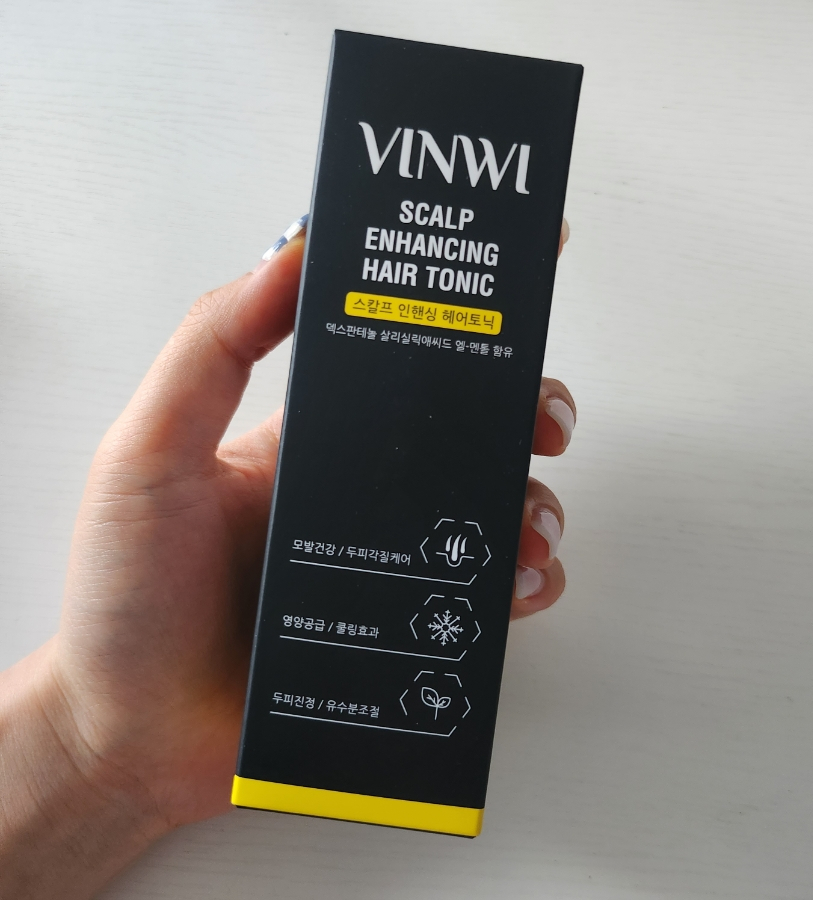 VINWI
SCALP
ENHANCING
HAIR TONIC
스칼프 인핸싱 헤어토닉
덱스판테놀 살리실릭애씨드 엘-멘톨 함유
모발건강 / 두피각질케어
영양공급 / 쿨링효과
두피진정 / 유수분조절